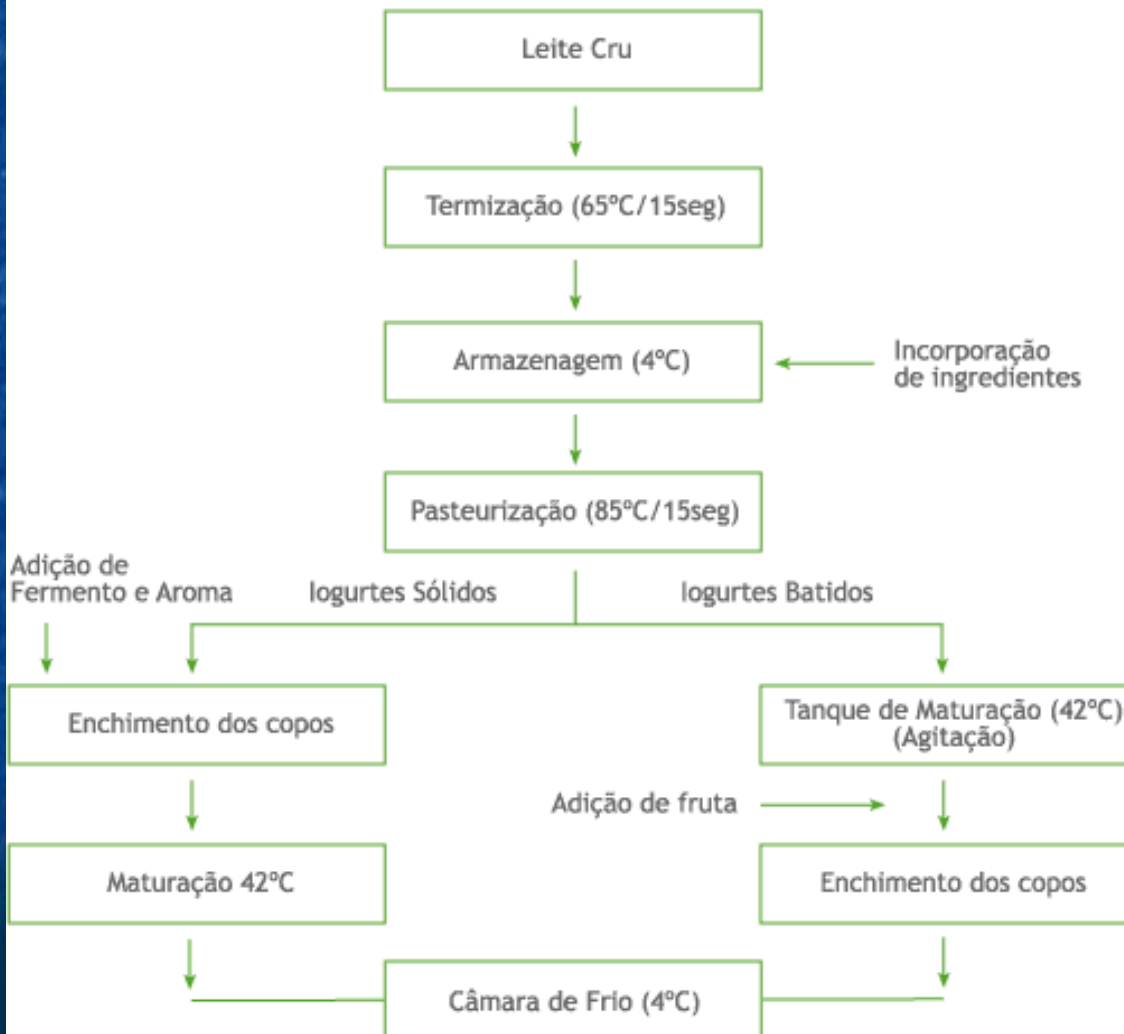 Leite Cru
Termização (65ºC/15seg)
Armazenagem (4ºC)
Incorporação
de ingredientes
Pasteurização (85ºC/15seg)
Adição de
Fermento e Aroma
Iogurtes Sólidos
Iogurtes Batidos
Enchimento dos copos
Tanque de Maturação (42ºC)
(Agitação)
Adição de fruta
Maturação 42ºC
Enchimento dos copos
Câmara de Frio (4ºC)